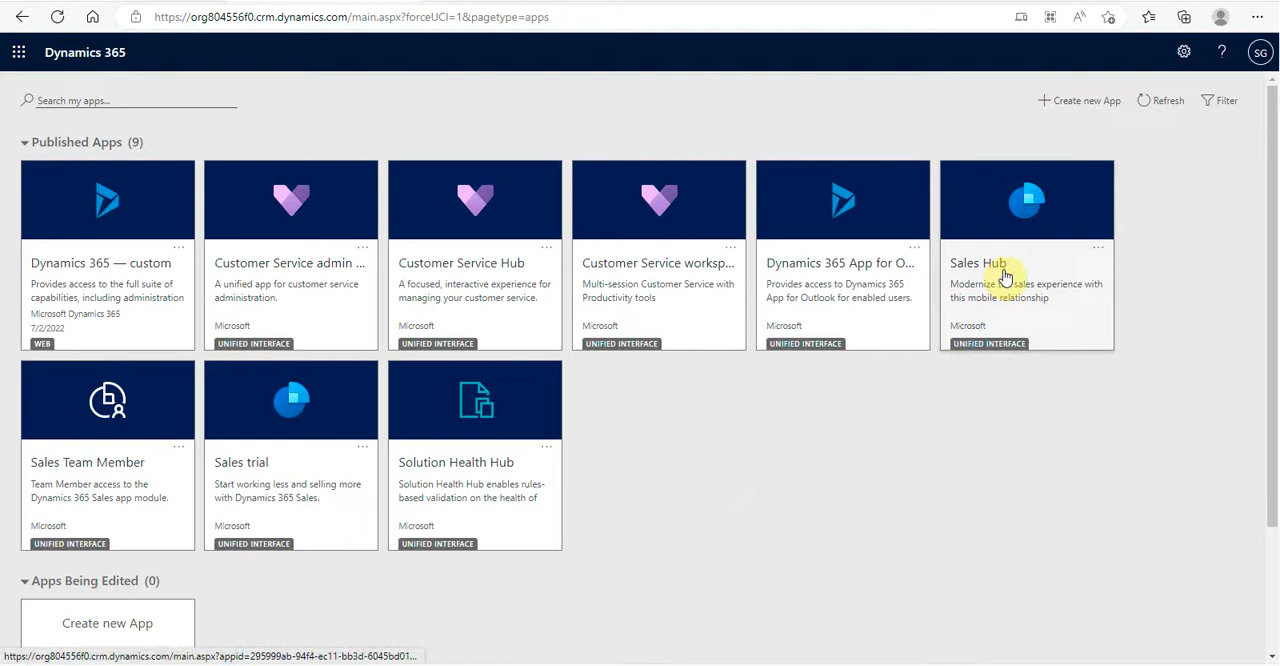 https://org804556f0.crm.dynamics.com/main.aspx?forceUCI=1&pagetype=apps
Dynamics 365
SG
Search my apps...
Create new App
Refresh
Filter
Published Apps (9)
Dynamics 365 — custom
Provides access to the full suite of
capabilities, including administration
Microsoft Dynamics 365
7/2/2022
WEB
Customer Service admin ...
A unified app for customer service
administration.
Microsoft
UNIFIED INTERFACE
Customer Service Hub
A focused, interactive experience for
managing your customer service.
Microsoft
UNIFIED INTERFACE
Customer Service worksp...
Multi-session Customer Service with
Productivity tools
Microsoft
UNIFIED INTERFACE
Dynamics 365 App for O...
Provides access to Dynamics 365
App for Outlook for enabled users.
Microsoft
UNIFIED INTERFACE
Sales Hub
Modernize sales experience with
this mobile relationship
Microsoft
UNIFIED INTERFACE
Sales Team Member
Team Member access to the
Dynamics 365 Sales app module.
Microsoft
UNIFIED INTERFACE
Sales trial
Start working less and selling more
with Dynamics 365 Sales.
Microsoft
UNIFIED INTERFACE
Solution Health Hub
Solution Health Hub enables rules-
based validation on the health of
Microsoft
UNIFIED INTERFACE
Apps Being Edited (0)
Create new App
https://org804556f0.crm.dynamics.com/main.aspx?appid=295999ab-94f4-ec11-bb3d-6045bd01...